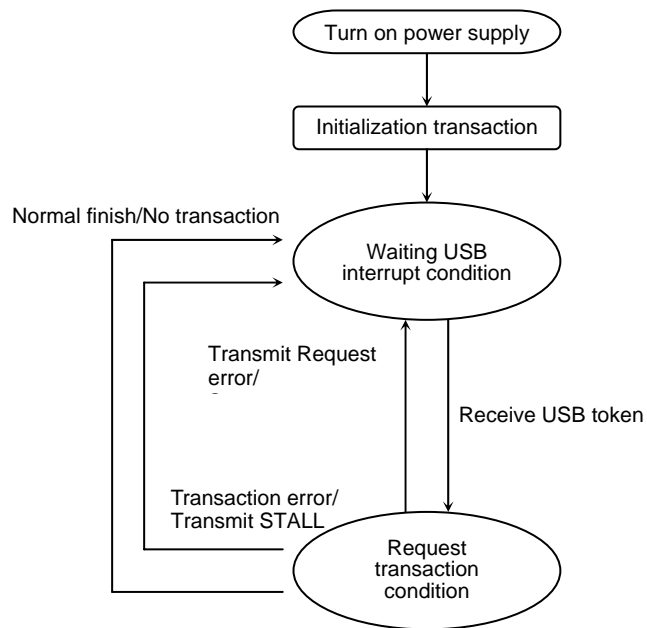 Turn on power supply
Initialization transaction
Normal finish/No transaction
Waiting USB
interrupt condition
Transmit Request
error/
Receive USB token
Transaction error/
Transmit STALL
Request
transaction
condition